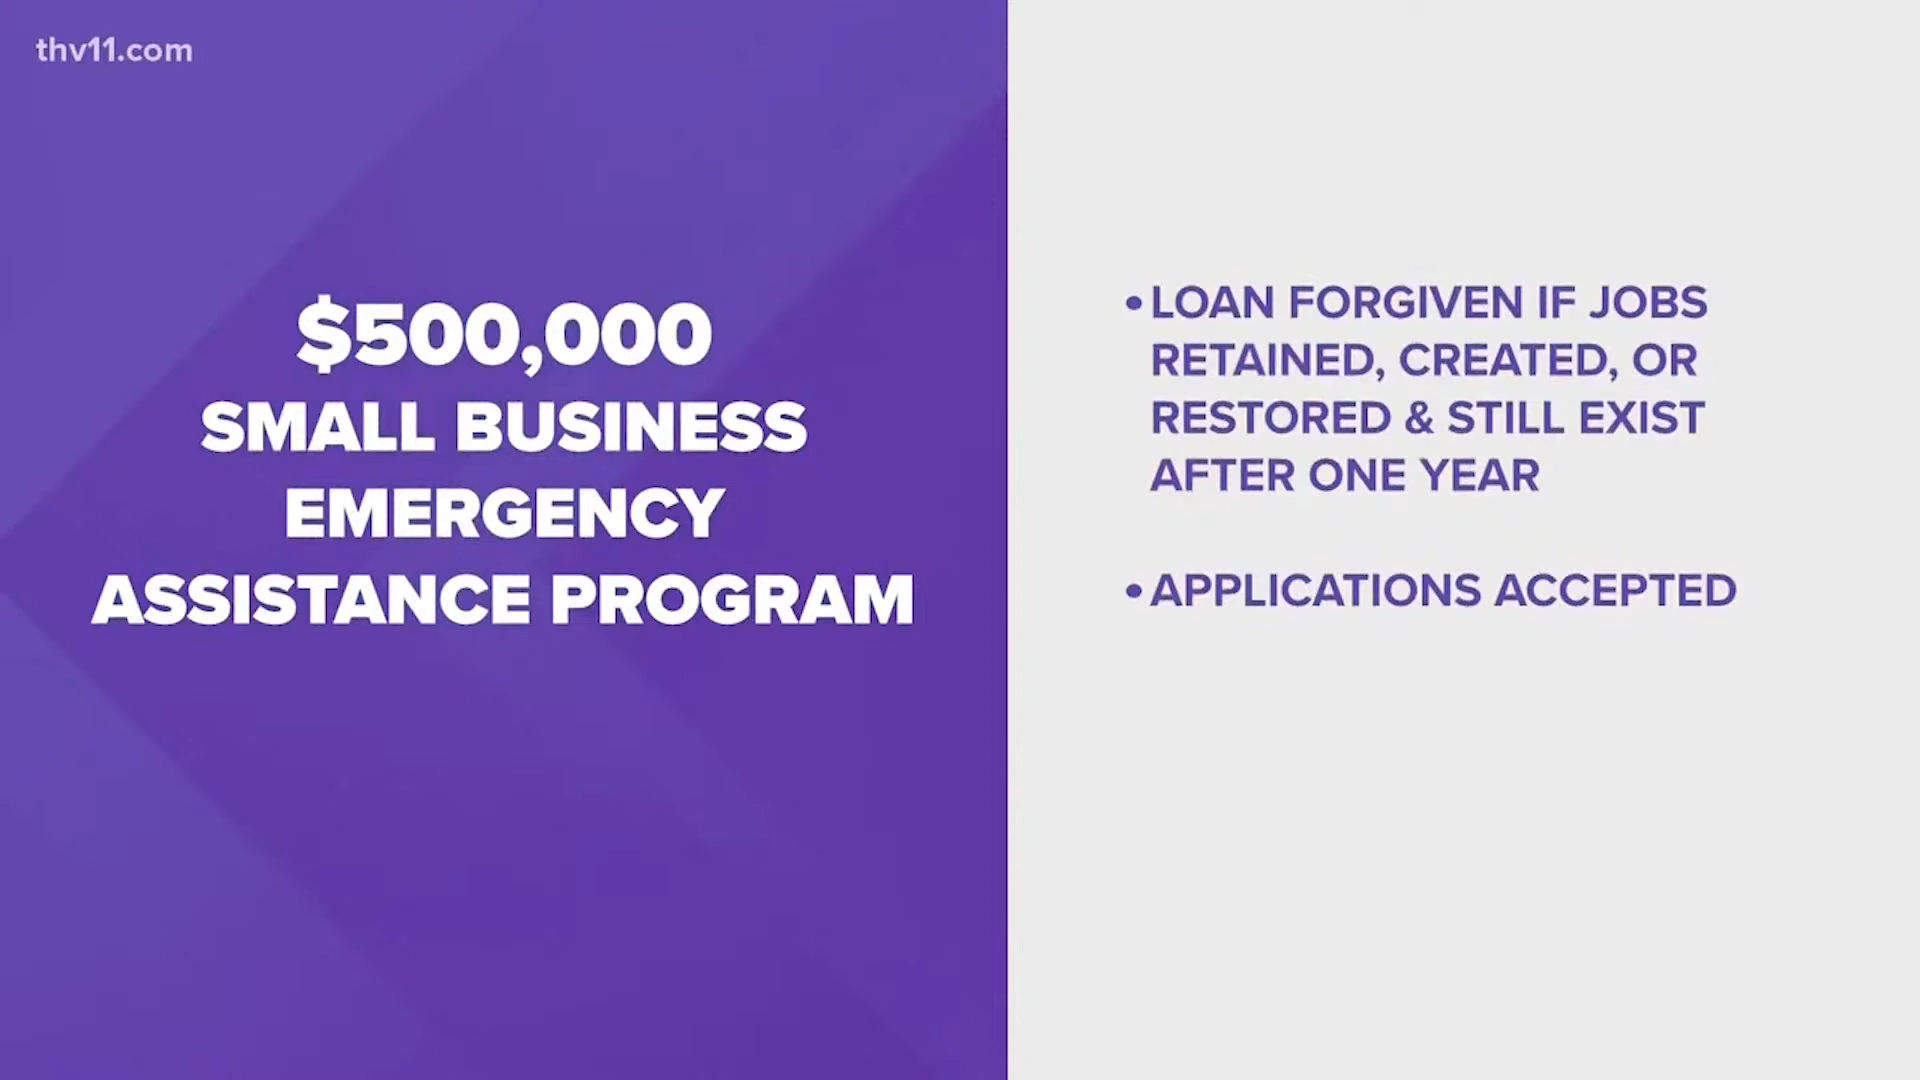 thv11.com
$500,000
SMALL BUSINESS
EMERGENCY
ASSISTANCE PROGRAM
• LOAN FORGIVEN IF JOBS
RETAINED, CREATED, OR
RESTORED & STILL EXIST
AFTER ONE YEAR
• APPLICATIONS ACCEPTED